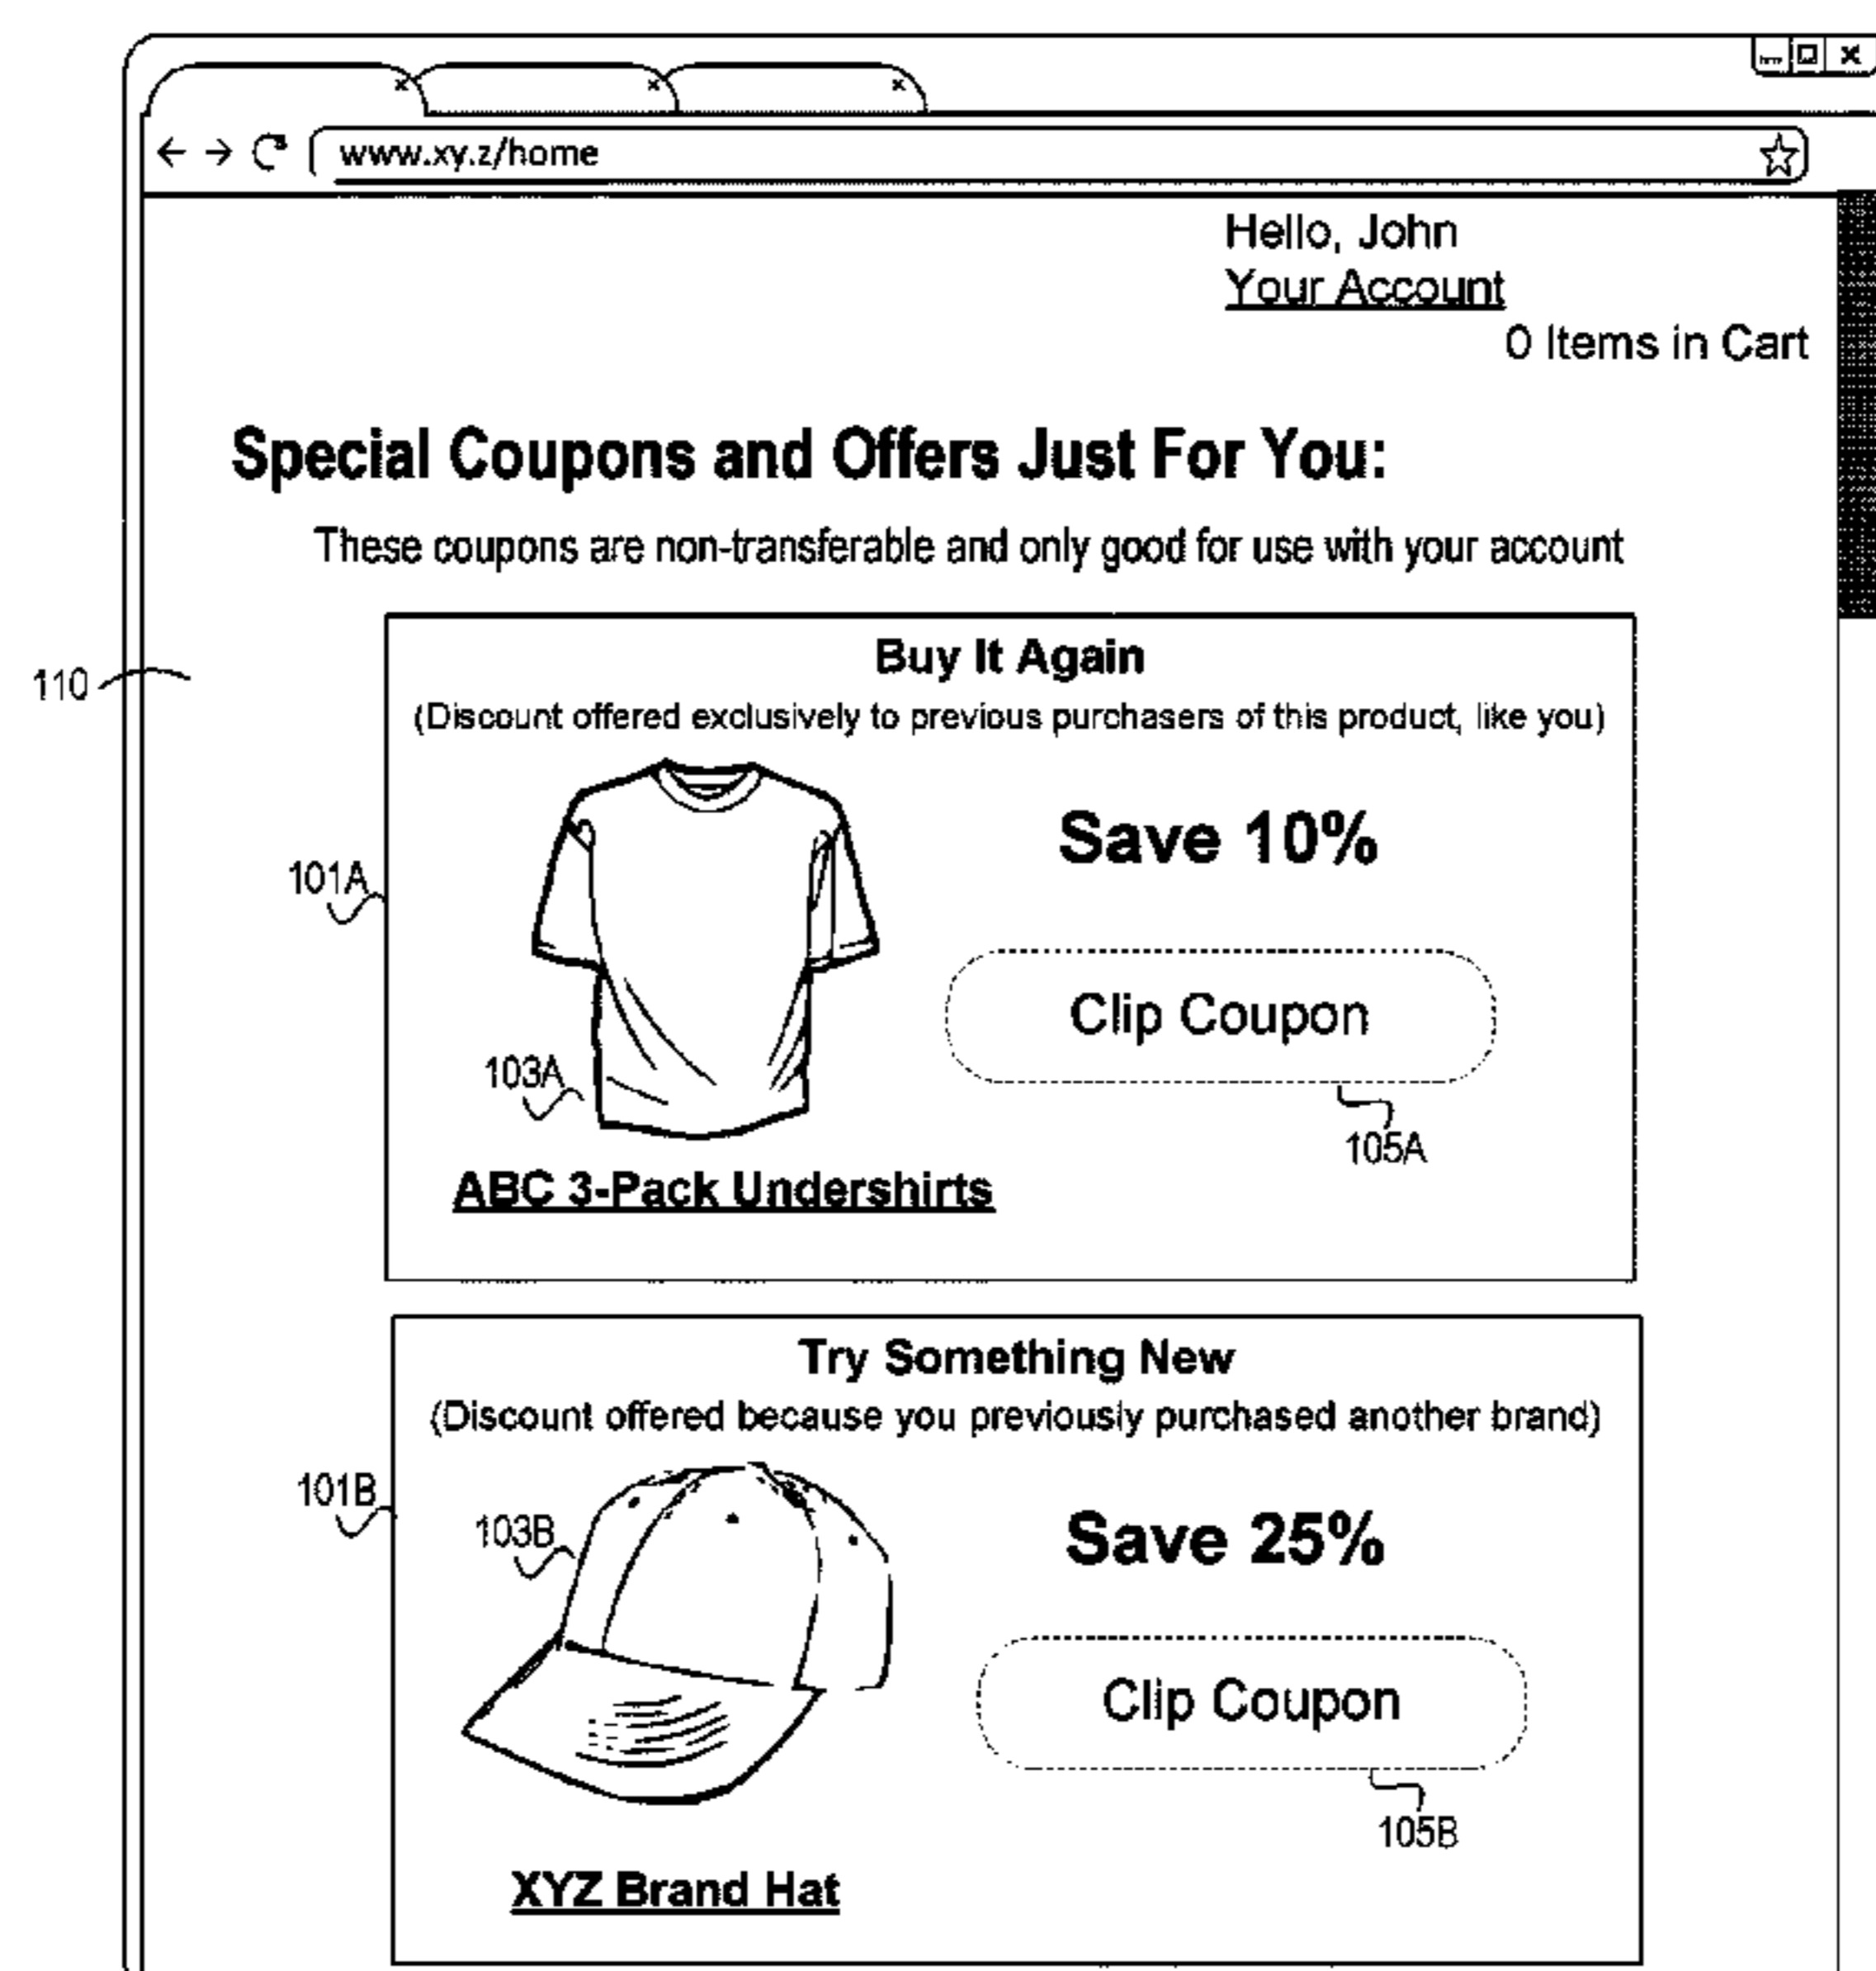 www.xy.z/home
Hello, John
Your Account
0 Items in Cart
Special Coupons and Offers Just For You:
These coupons are non-transferable and only good for use with your account
110
Buy It Again
(Discount offered exclusively to previous purchasers of this product, like you)
Save 10%
101A
Clip Coupon
103A
105A
ABC 3-Pack Undershirts
Try Something New
(Discount offered because you previously purchased another brand)
101B
103B
Save 25%
Clip Coupon
105B
XYZ Brand Hat